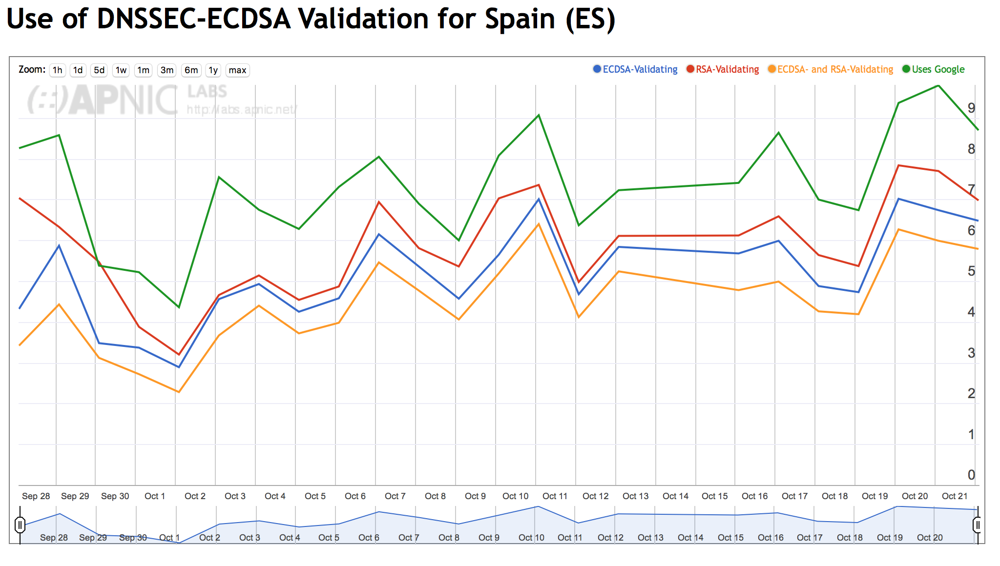 Use of DNSSEC-ECDSA Validation for Spain (ES)
Zoom: 1h 1d 5d 1w 1m 3m 6m 1y max
ECDSA-Validating RSA-Validating ECDSA- and RSA-Validating Uses Google
(::) APNIC LABS
http://labs.apnic.net/
9
8
7
6
5
4
3
2
1
0
Sep 28 Sep 29 Sep 30 Oct 1 Oct 2 Oct 3 Oct 4 Oct 5 Oct 6 Oct 7 Oct 8 Oct 9 Oct 10 Oct 11 Oct 12 Oct 13 Oct 14 Oct 15 Oct 16 Oct 17 Oct 18 Oct 19 Oct 20 Oct 21
Sep 28 Sep 29 Sep 30 Oct 1 Oct 2 Oct 3 Oct 4 Oct 5 Oct 6 Oct 7 Oct 8 Oct 9 Oct 10 Oct 11 Oct 12 Oct 13 Oct 14 Oct 15 Oct 16 Oct 17 Oct 18 Oct 19 Oct 20